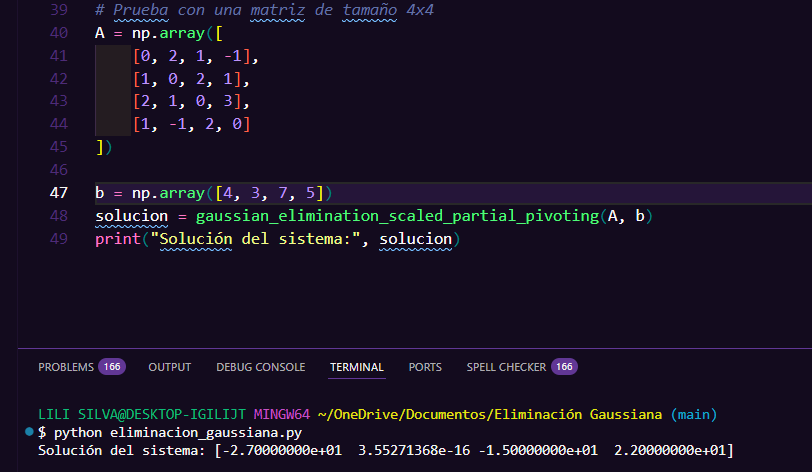 39 # Prueba con una matriz de tamaño 4x4
40 A = np.array([
41 [0, 2, 1, -1],
42 [1, 0, 2, 1],
43 [2, 1, 0, 3],
44 [1, -1, 2, 0]
45 ])
46
47 b = np.array([4, 3, 7, 5])
48 solucion = gaussian_elimination_scaled_partial_pivoting(A, b)
49 print("Solución del sistema:", solucion)
PROBLEMS 166 OUTPUT DEBUG CONSOLE TERMINAL PORTS SPELL CHECKER 166
LILI SILVA@DESKTOP-IGILIJT MINGW64 ~/OneDrive/Documentos/Eliminación Gaussiana (main)
$ python eliminacion_gaussiana.py
Solución del sistema: [-2.70000000e+01  3.55271368e-16 -1.50000000e+01  2.20000000e+01]